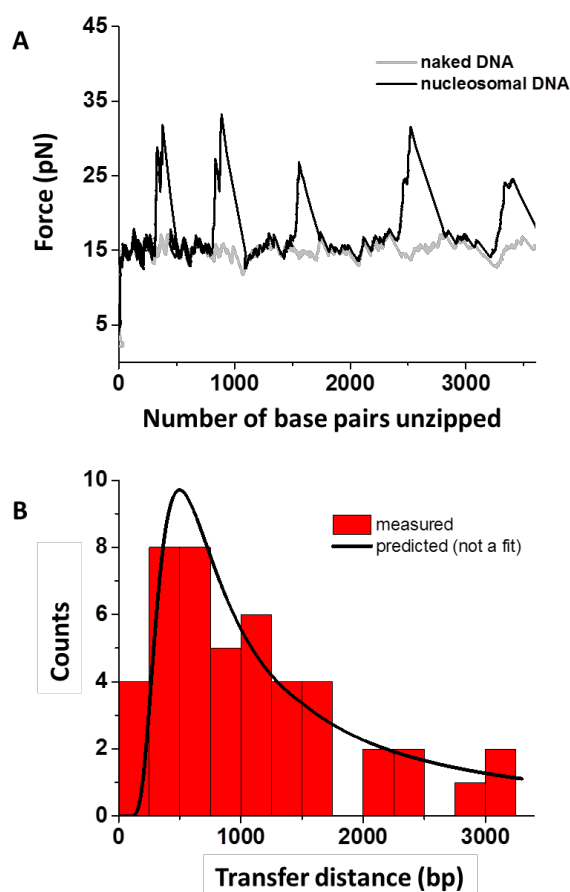 A
45
35
25
15
5
Force (pN)
naked DNA
nucleosomal DNA
0
1000
2000
3000
Number of base pairs unzipped
B
10
8
6
4
2
0
Counts
measured
predicted (not a fit)
0
1000
2000
3000
Transfer distance (bp)